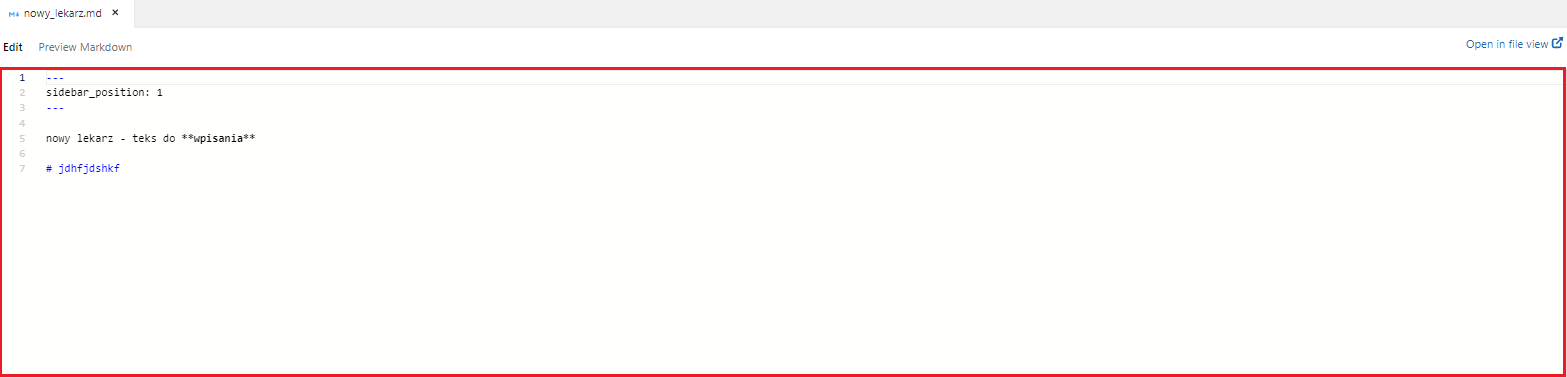 nowy_lekarz.md ×
Edit Preview Markdown Open in file view
1 ---
2 sidebar_position: 1
3 ---
4
5 nowy lekarz - teks do **wpisania**
6
7 # jdhfjdshkf